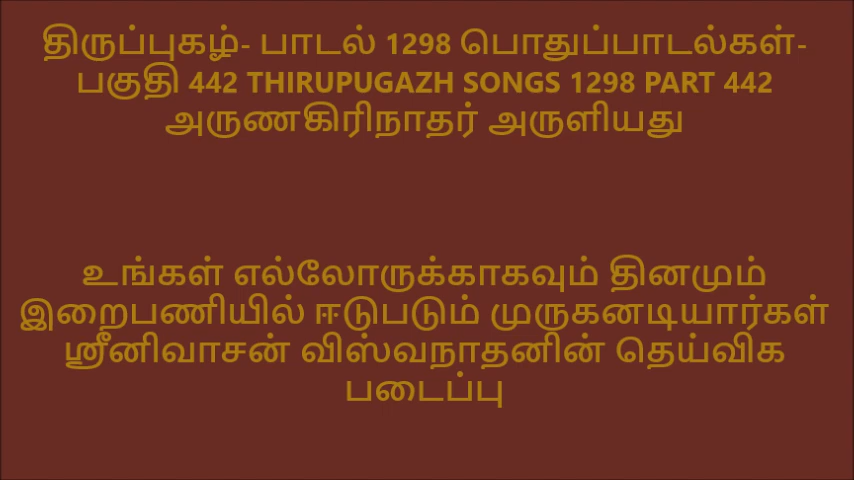 திருப்புகழ்- பாடல் 1298 பொதுப்பாடல்கள்-
பகுதி 442 THIRUPUGAZH SONGS 1298 PART 442
அருணகிரிநாதர் அருளியது
உங்கள் எல்லோருக்காகவும் தினமும்
இறைபணியில் ஈடுபடும் முருகனடியார்கள்
ஸ்ரீனிவாசன் விஸ்வநாதனின் தெய்விக
படைப்பு